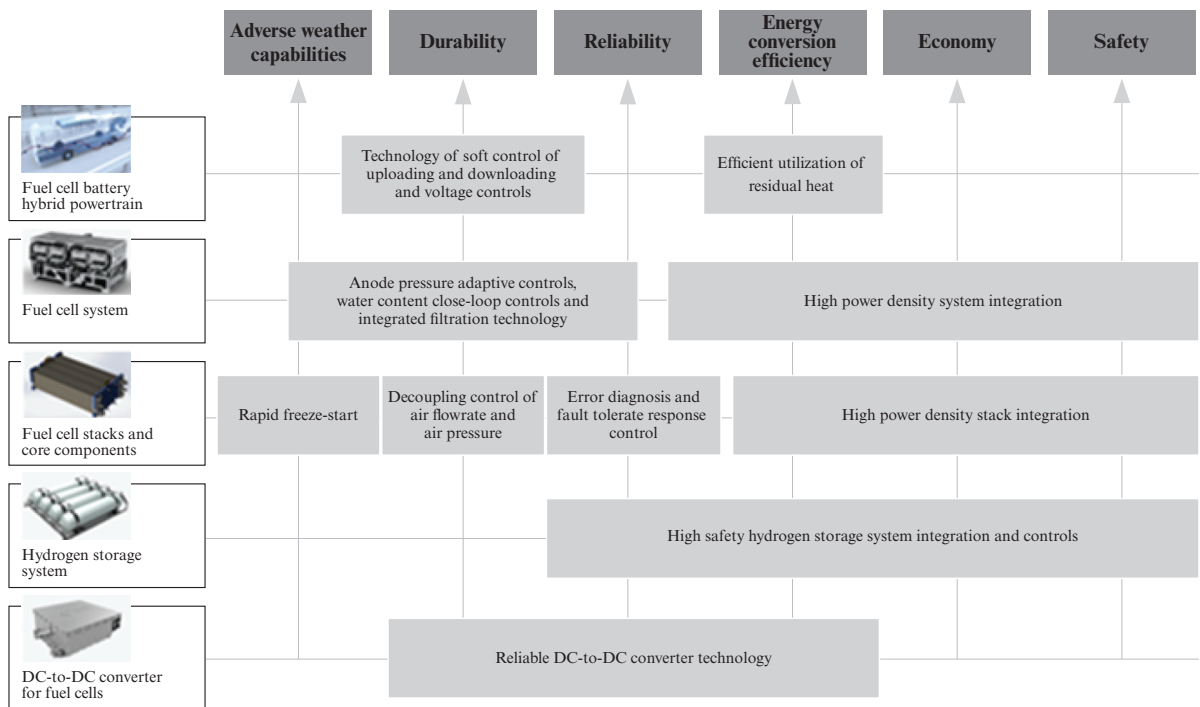 Adverse weather
capabilities
Durability
Reliability
Energy
conversion
efficiency
Economy
Safety
Fuel cell battery
hybrid powertrain
Technology of soft control of
uploading and downloading
and voltage controls
Efficient utilization of
residual heat
Fuel cell system
Anode pressure adaptive controls,
water content close-loop controls and
integrated filtration technology
High power density system integration
Fuel cell stacks and
core components
Rapid freeze-start
Decoupling control of
air flowrate and
air pressure
Error diagnosis and
fault tolerate response
control
High power density stack integration
Hydrogen storage
system
High safety hydrogen storage system integration and controls
DC-to-DC converter
for fuel cells
Reliable DC-to-DC converter technology